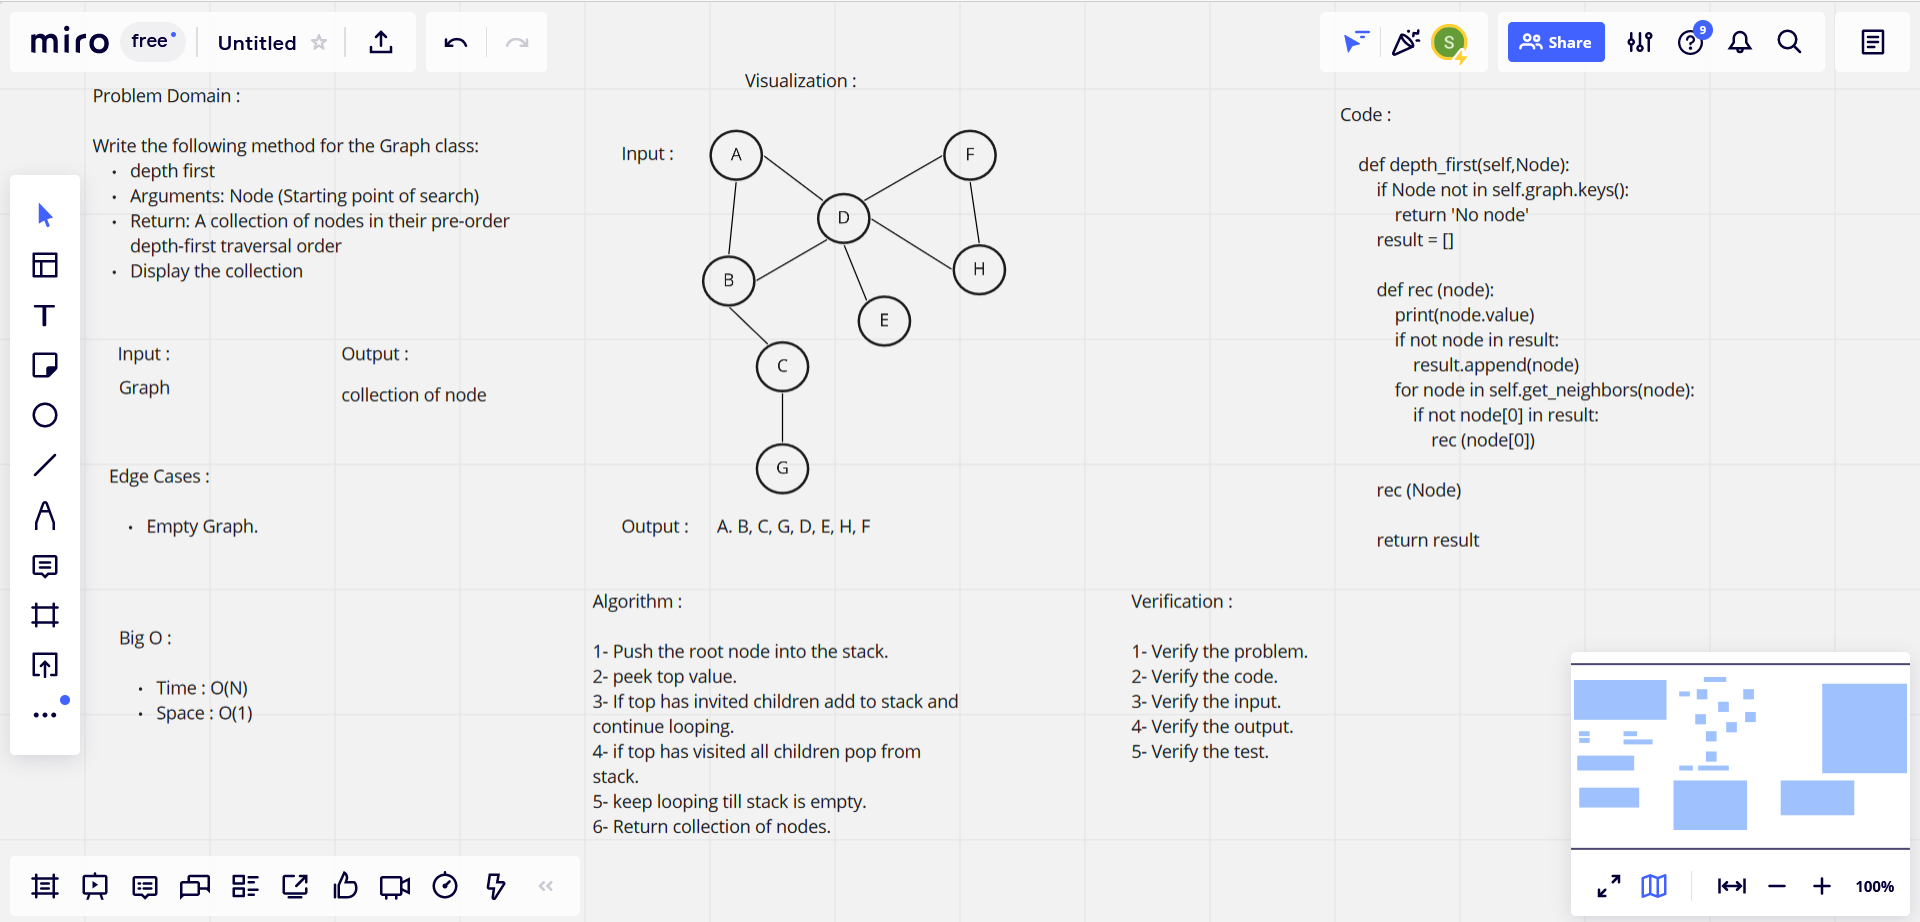 miro free Untitled
Share
9
S
Problem Domain :
Write the following method for the Graph class:
• depth first
• Arguments: Node (Starting point of search)
• Return: A collection of nodes in their pre-order
depth-first traversal order
• Display the collection
Input :
Graph
Output :
collection of node
Edge Cases :
• Empty Graph.
Big O :
• Time : O(N)
• Space : O(1)
Visualization :
Input :
A
F
D
B
H
E
C
G
Output : A. B, C, G, D, E, H, F
Algorithm :
1- Push the root node into the stack.
2- peek top value.
3- If top has invited children add to stack and
continue looping.
4- if top has visited all children pop from
stack.
5- keep looping till stack is empty.
6- Return collection of nodes.
Verification :
1- Verify the problem.
2- Verify the code.
3- Verify the input.
4- Verify the output.
5- Verify the test.
Code :
def depth_first(self,Node):
if Node not in self.graph.keys():
return 'No node'
result = []
def rec (node):
print(node.value)
if not node in result:
result.append(node)
for node in self.get_neighbors(node):
if not node[0] in result:
rec (node[0])
rec (Node)
return result
100%